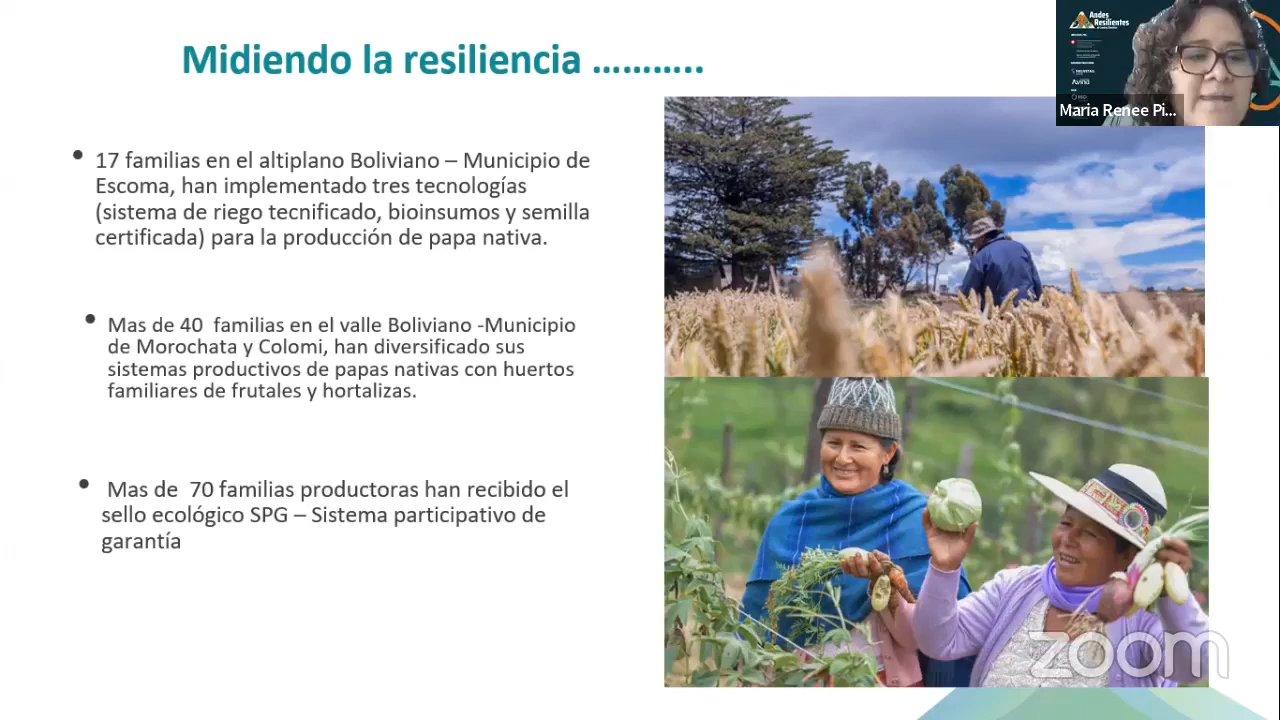 Midiendo la resiliencia ...........
Andes
Resilientes
Maria Renee Pi...
• 17 familias en el altiplano Boliviano – Municipio de
Escoma, han implementado tres tecnologías
(sistema de riego tecnificado, bioinsumos y semilla
certificada) para la producción de papa nativa.
• Mas de 40 familias en el valle Boliviano -Municipio
de Morochata y Colomi, han diversificado sus
sistemas productivos de papas nativas con huertos
familiares de frutales y hortalizas.
• Mas de 70 familias productoras han recibido el
sello ecológico SPG – Sistema participativo de
garantía
zoom